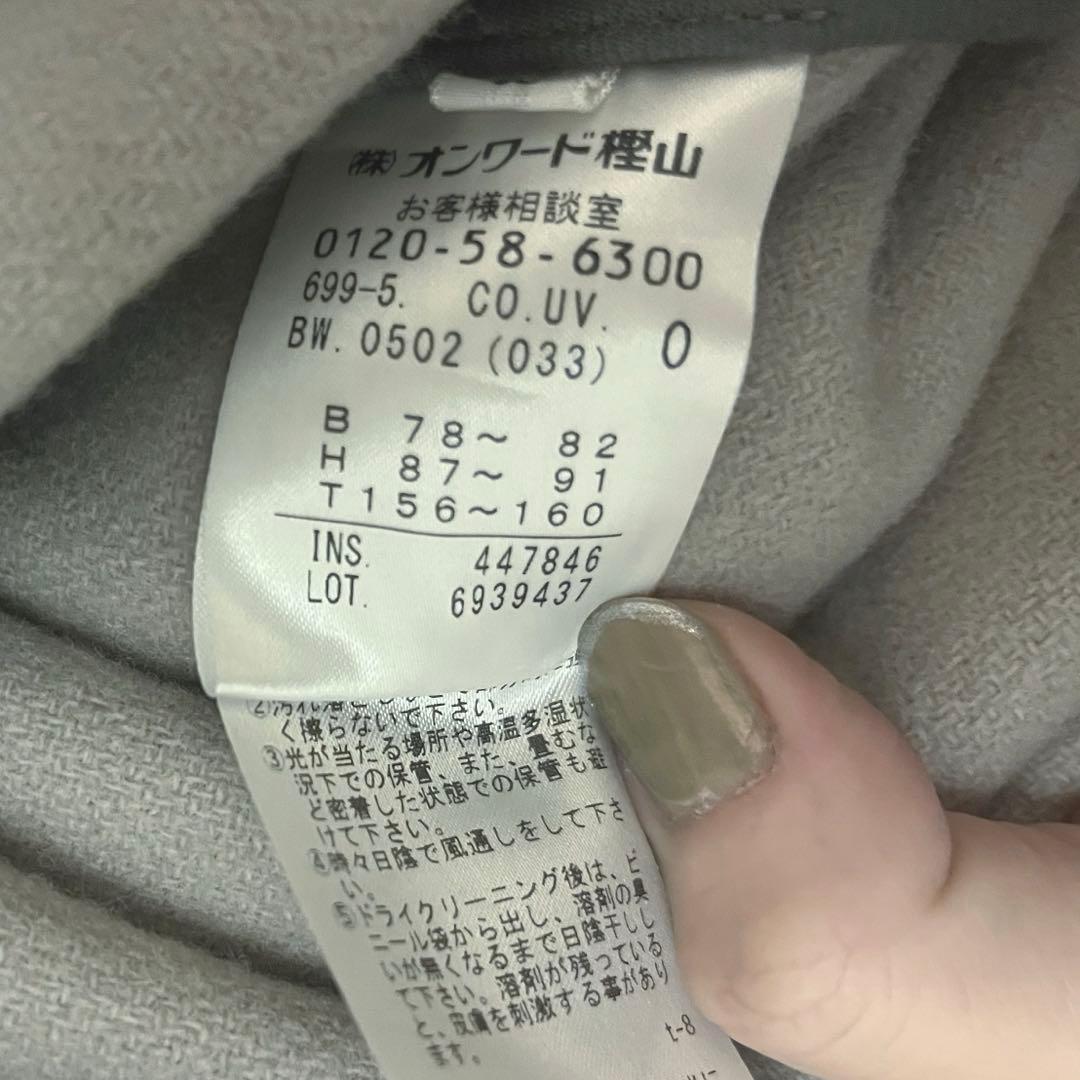 (株)オンワード樫山
お客様相談室
0120-58-6300
699-5. CO.UV.
BW. 0502 (033) 0
B 78～ 82
H 87～ 91
T156～160
INS. 447846
LOT. 6939437
く擦らないで下さい。
③光が当たる場所や高温多湿状
況下での保管、また、畳むな
ど密着した状態での保管も避
けて下さい。
④時々日陰で風通しをして下さ
い。
⑤ドライクリーニング後は、ビ
ニール袋から出し、溶剤の臭
いが無くなるまで日陰干しし
て下さい。溶剤が残っている
と、皮膚を刺激する事があり
ます。
t-8